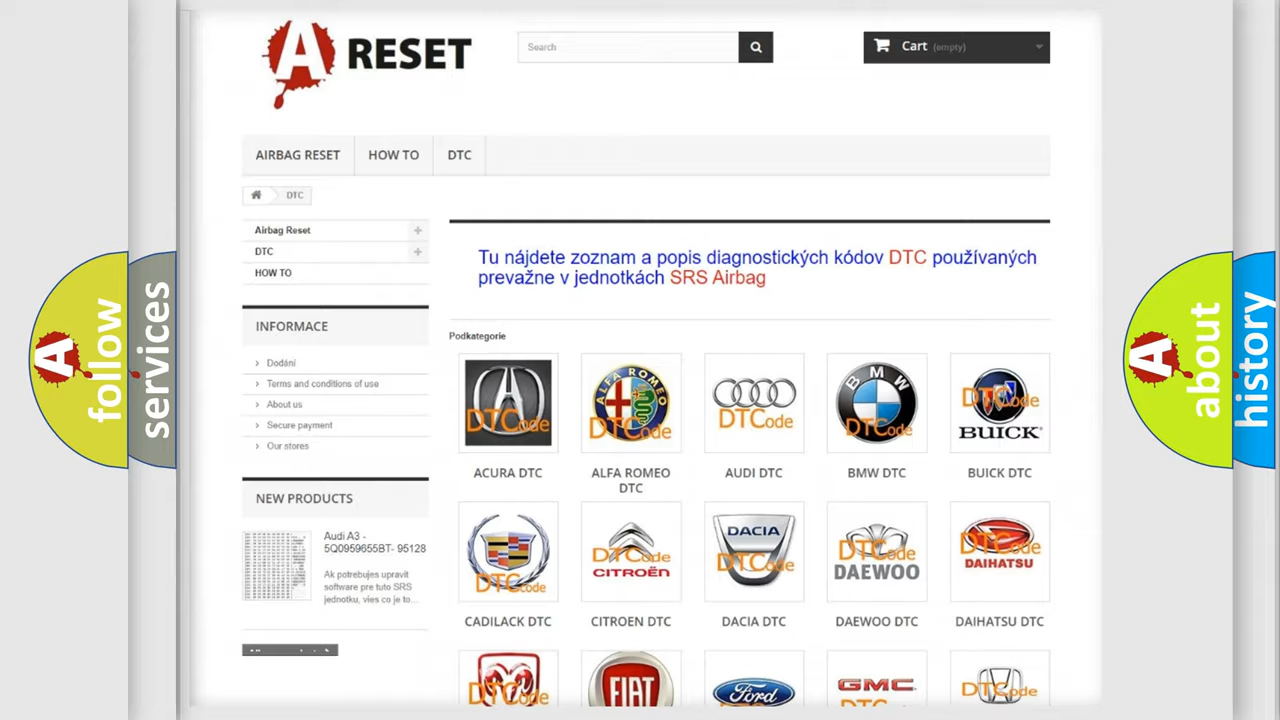 A RESET
Search
Cart (empty)
AIRBAG RESET
HOW TO
DTC
DTC
Airbag Reset
DTC
HOW TO
INFORMACE
Dodání
Terms and conditions of use
About us
Secure payment
Our stores
NEW PRODUCTS
Audi A3 -
5Q0959655BT- 95128
Ak potrebujes upravit
software pre tuto SRS
jednotku, vies co je to...
Tu nájdete zoznam a popis diagnostických kódov DTC používaných
prevažne v jednotkách SRS Airbag
Podkategorie
DTCode
ALFA ROMEO
DTCode
DTCode
BMW
DTCode
DTCode
BUICK
ACURA DTC
ALFA ROMEO
DTC
AUDI DTC
BMW DTC
BUICK DTC
DTCode
DTCode
CITROËN
DACIA
DTCode
DTCode
DAEWOO
DTCode
DAIHATSU
CADILACK DTC
CITROEN DTC
DACIA DTC
DAEWOO DTC
DAIHATSU DTC
DTCode
FIAT
Ford
GMC
DTCode
A follow
services
A about
history